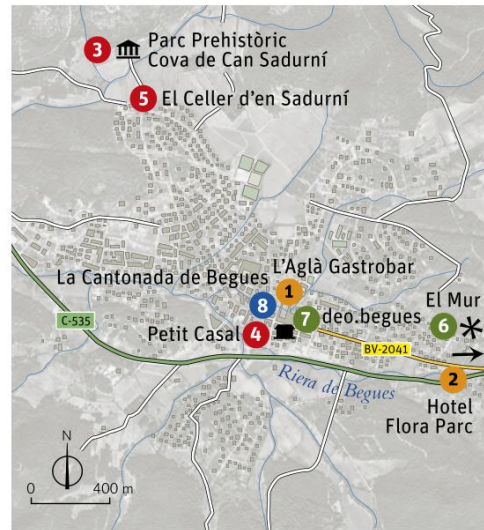 3 Parc Prehistòric
Cova de Can Sadurní
5 El Celler d'en Sadurní
L'Aglà Gastrobar
La Cantonada de Begues
1
El Mur
8
7 deo.begues
6
C-535
Petit Casal 4
BV-2041
Riera de Begues
2
Hotel
Flora Parc
N
0 400 m